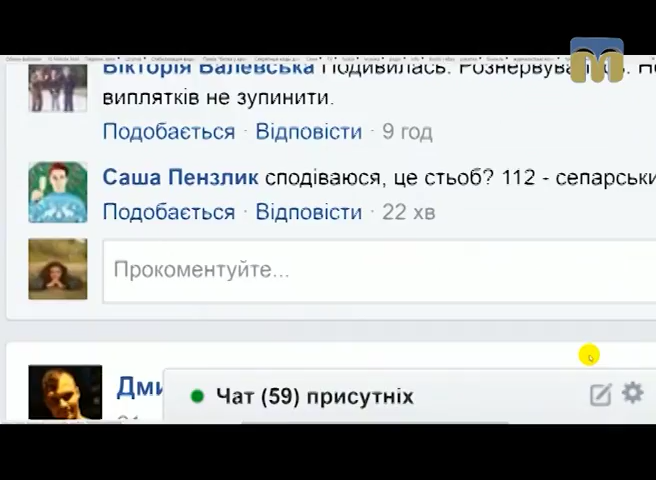 Вікторія Валевська Подивилась. Рознервувалась.
виплятків не зупинити.
Подобається · Відповісти · 9 год
Саша Пензлик сподіваюся, це стьоб? 112 - сепарськи
Подобається · Відповісти · 22 хв
Прокоментуйте...
Дми
Чат (59) присутніх